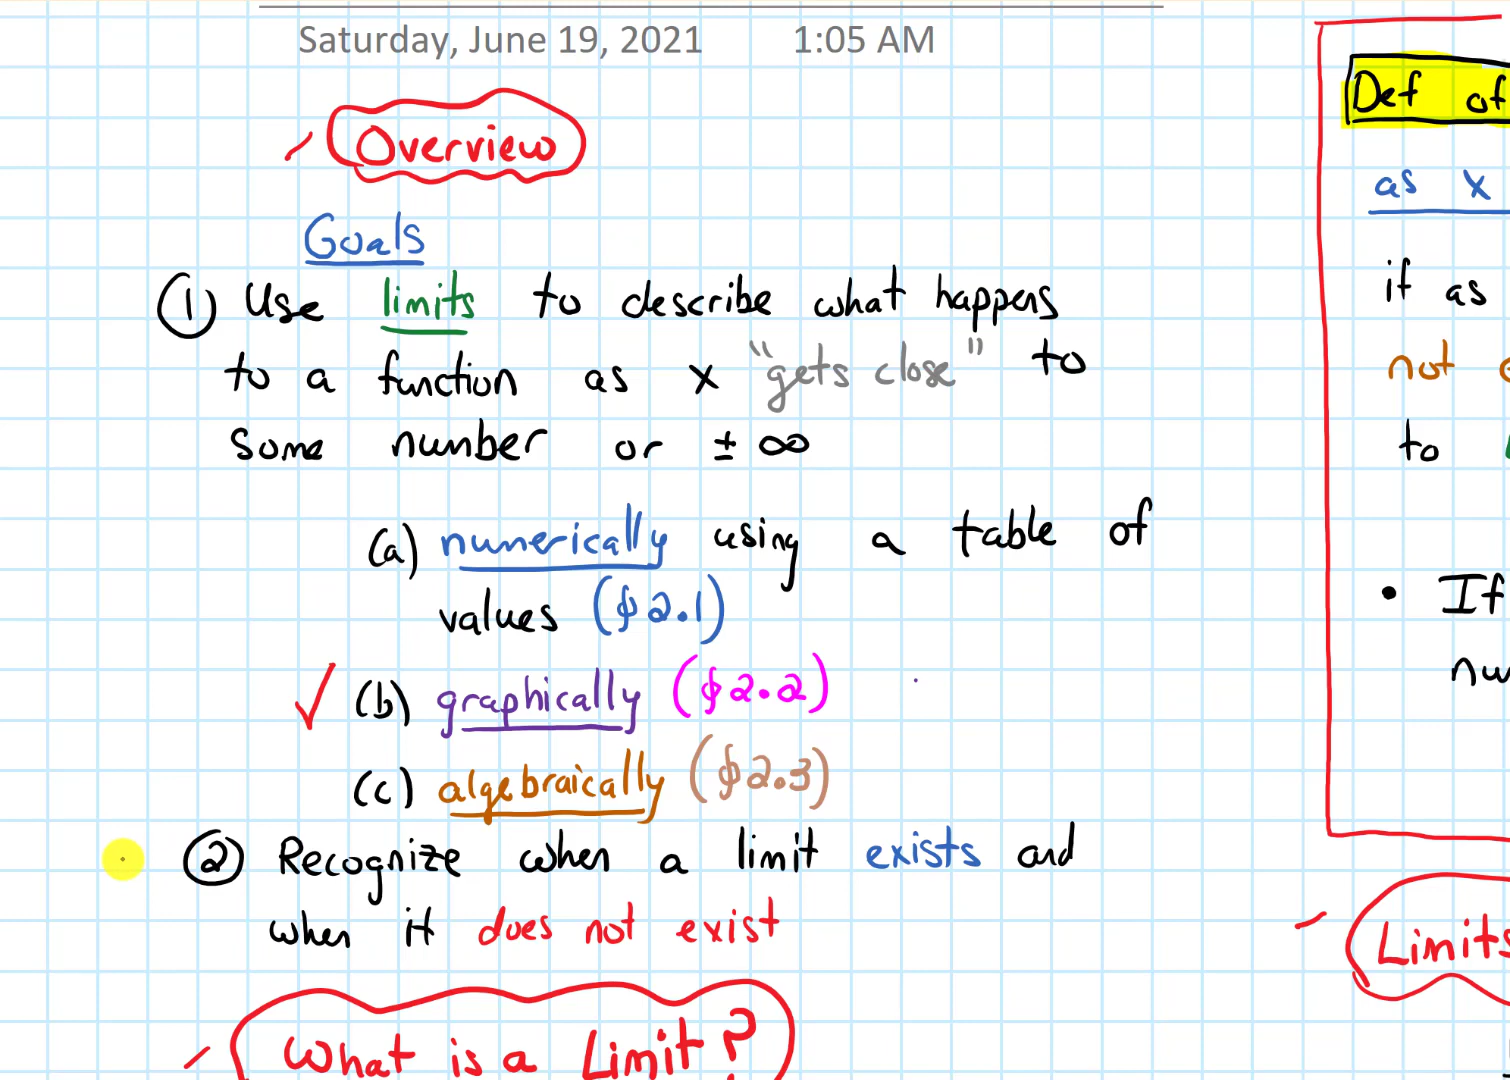 Saturday, June 19, 2021 1:05 AM
Overview
Goals
① Use limits to describe what happens
to a function as x "gets close" to
some number or ± ∞
(a) numerically using a table of
values (§ 2.1)
(b) graphically (§ 2.2)
(c) algebraically (§ 2.3)
② Recognize when a limit exists and
when it does not exist
What is a Limit?
Def of
as x
if as
not
to
• If
Limits